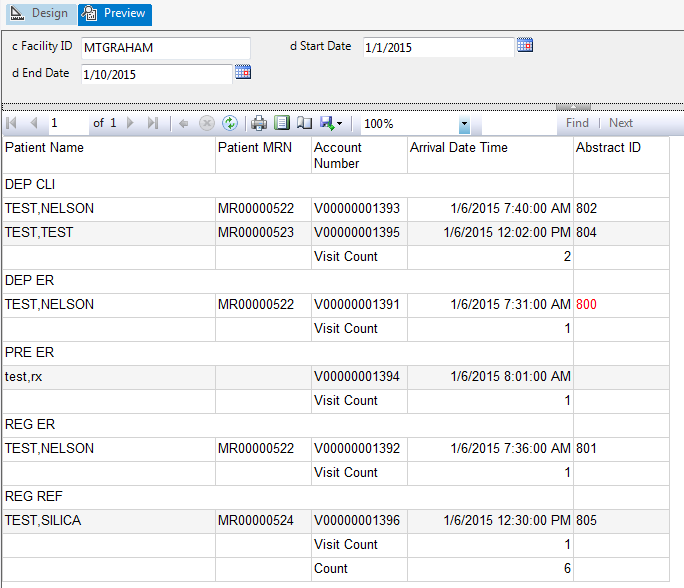 Design Preview
c Facility ID MTGRAHAM d Start Date 1/1/2015
d End Date 1/10/2015
1 of 1 100% Find | Next
Patient Name Patient MRN Account Number Arrival Date Time Abstract ID
DEP CLI
TEST,NELSON MR00000522 V00000001393 1/6/2015 7:40:00 AM 802
TEST,TEST MR00000523 V00000001395 1/6/2015 12:02:00 PM 804
Visit Count 2
DEP ER
TEST,NELSON MR00000522 V00000001391 1/6/2015 7:31:00 AM 800
Visit Count 1
PRE ER
test,rx V00000001394 1/6/2015 8:01:00 AM
Visit Count 1
REG ER
TEST,NELSON MR00000522 V00000001392 1/6/2015 7:36:00 AM 801
Visit Count 1
REG REF
TEST,SILICA MR00000524 V00000001396 1/6/2015 12:30:00 PM 805
Visit Count 1
Count 6